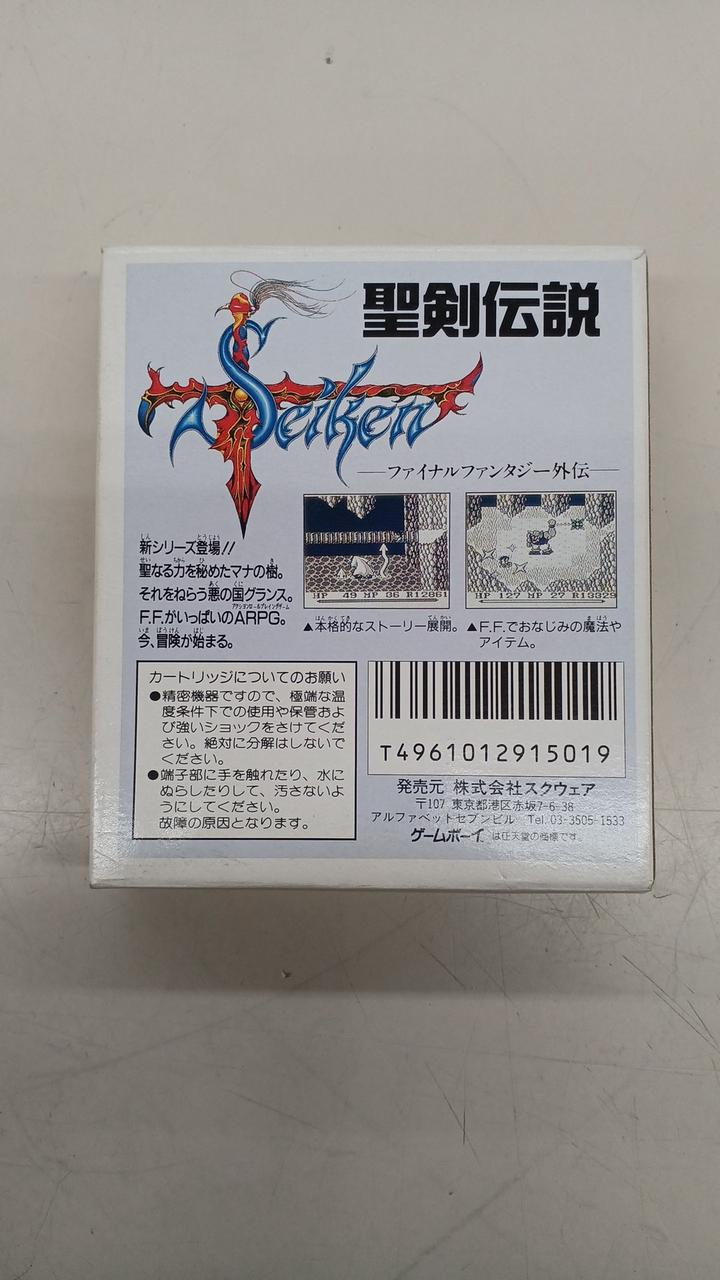 聖剣伝説
Seiken
ファイナルファンタジー外伝
新シリーズ登場!!
聖なる力を秘めたマナの樹。
それをねらう悪の国グランス。
F.F.がいっぱいのARPG。
今、冒険が始まる。
HP 49 MP 36 R12861
▲本格的なストーリー展開。
HP 127 MP 27 R18329
▲F.F.でおなじみの魔法や
アイテム。
カートリッジについてのお願い
●精密機器ですので、極端な温
度条件下での使用や保管およ
び強いショックをさけてくだ
さい。絶対に分解はしないで
ください。
●端子部に手を触れたり、水に
ぬらしたりして、汚さないよ
うにしてください。
故障の原因となります。
T4961012915019
発売元 株式会社スクウェア
〒107 東京都港区赤坂7-6-38
アルファベットセブンビル Tel.03-3505-1533
ゲームボーイ は任天堂の商標です。